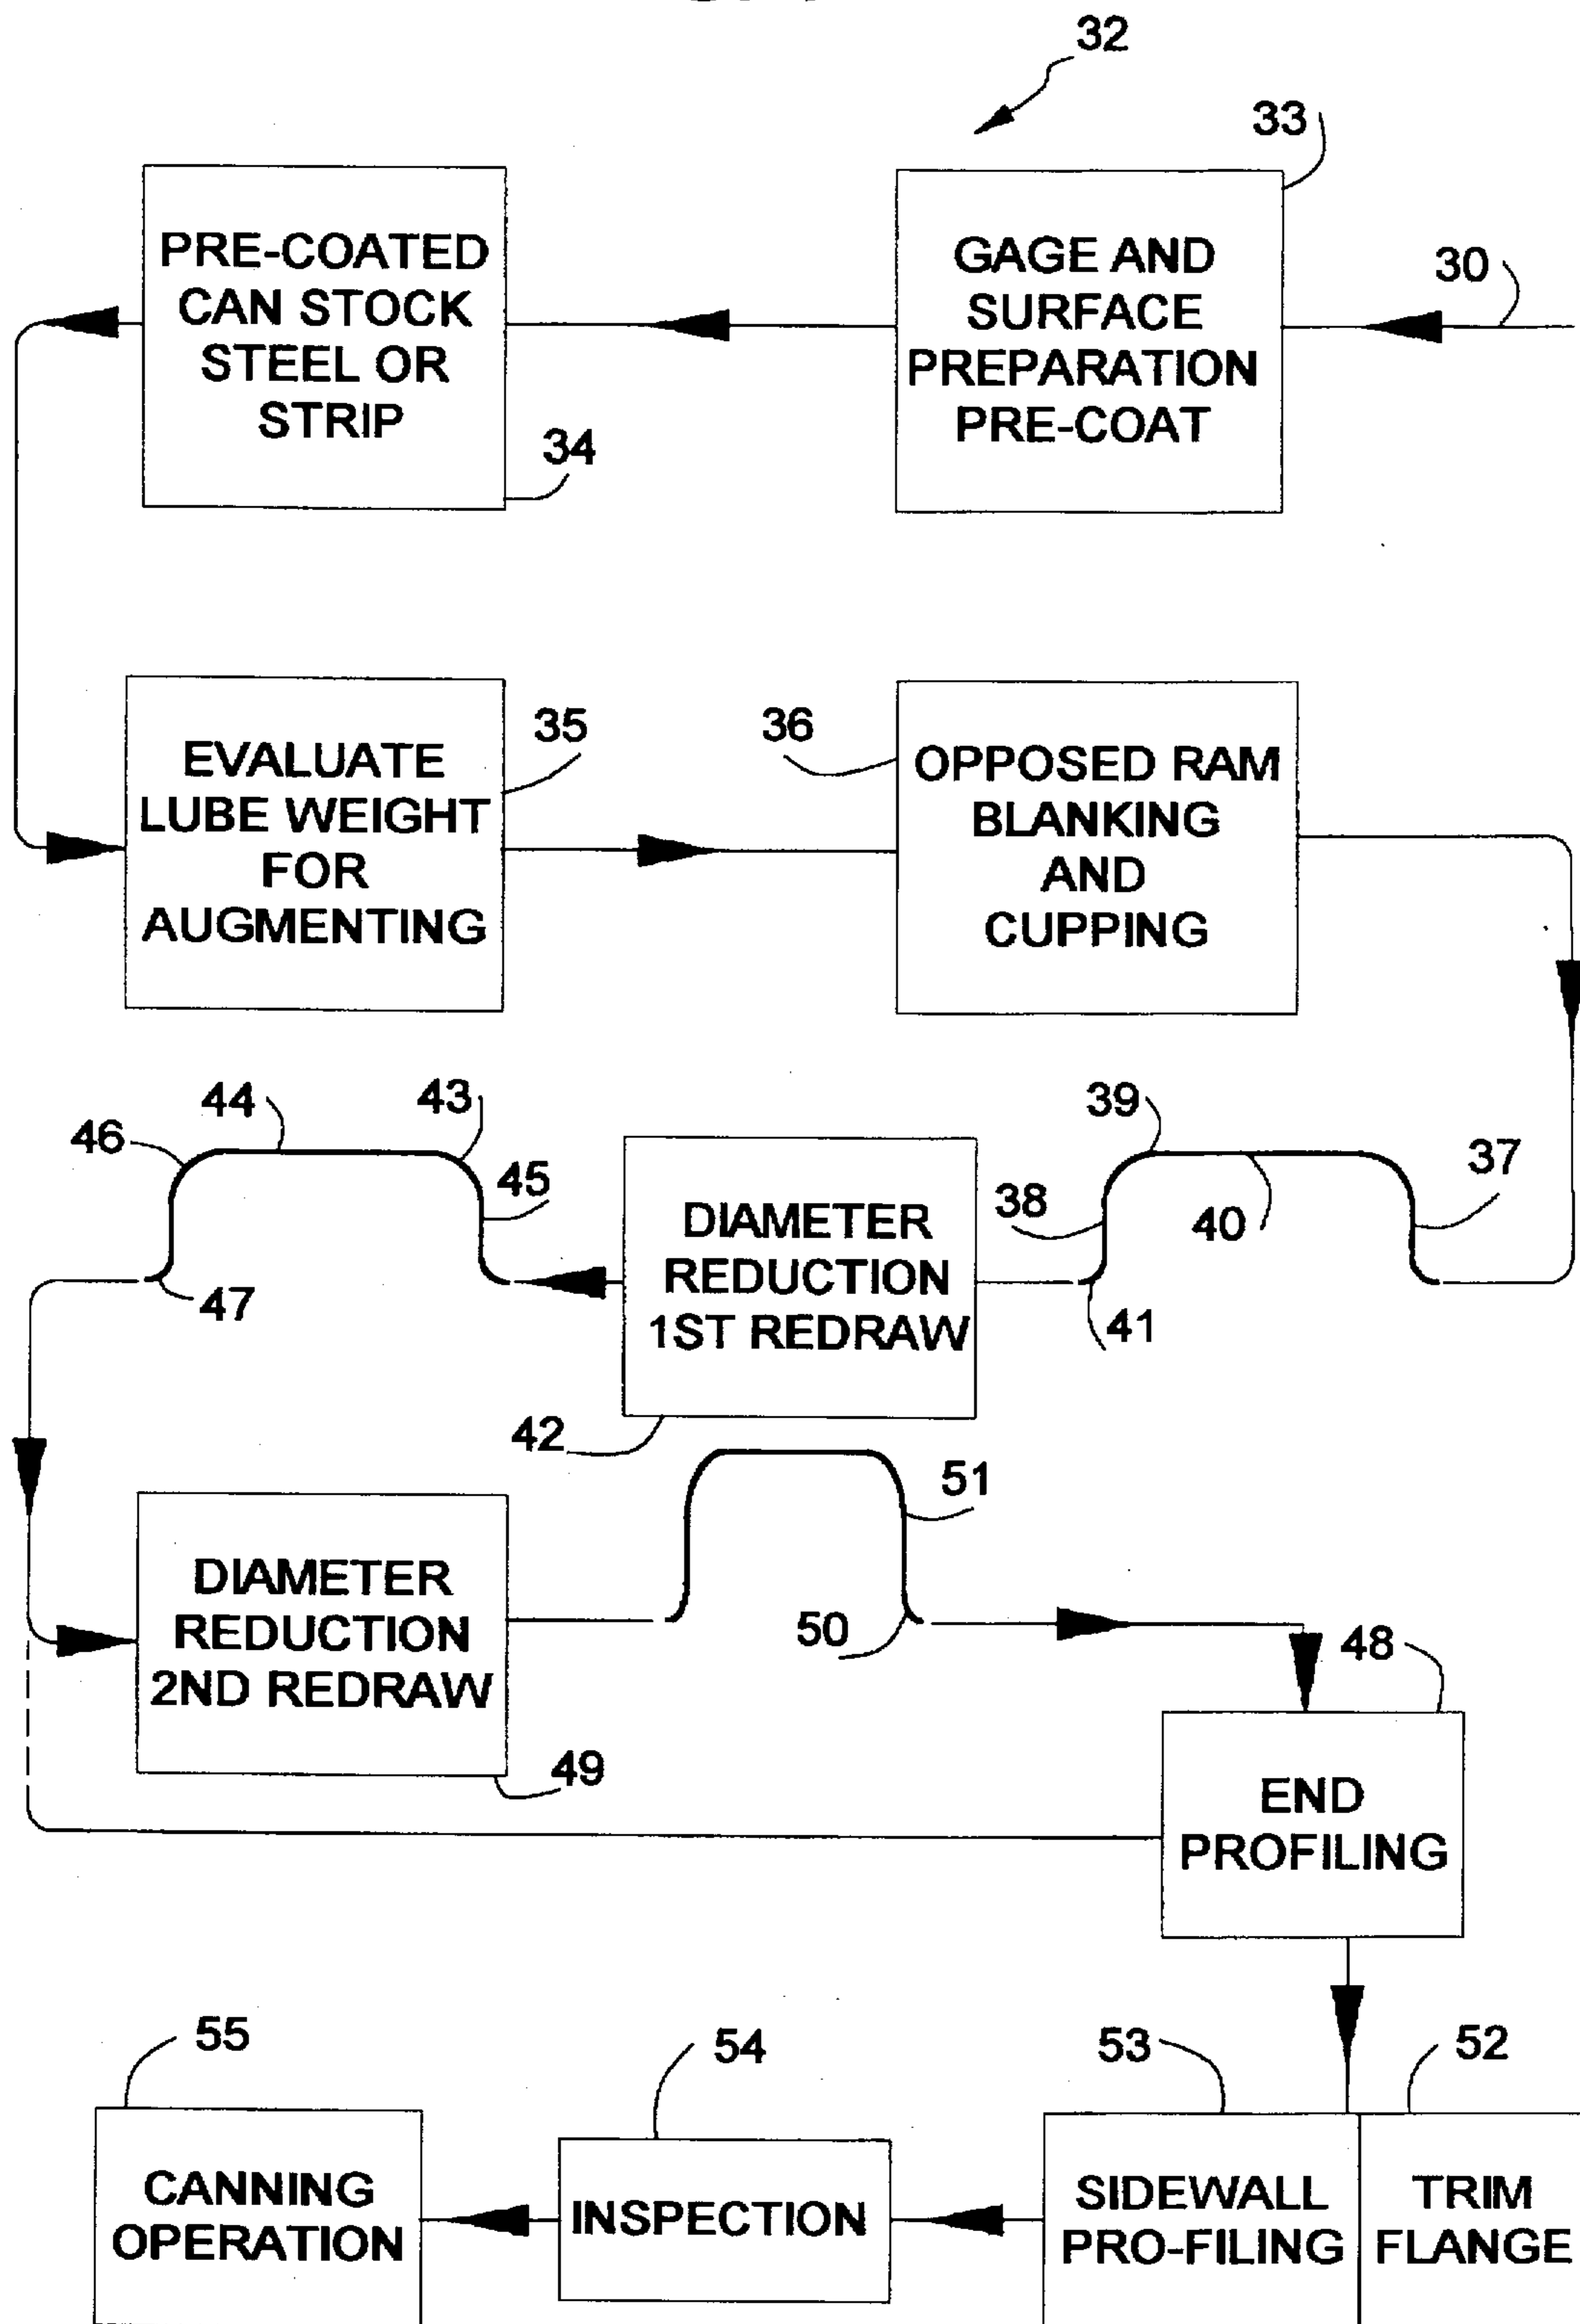 32
33
30
PRE-COATED
CAN STOCK
STEEL OR
STRIP
34
GAGE AND
SURFACE
PREPARATION
PRE-COAT
EVALUATE
LUBE WEIGHT
FOR
AUGMENTING
35
36
OPPOSED RAM
BLANKING
AND
CUPPING
46
44
43
45
47
DIAMETER
REDUCTION
1ST REDRAW
42
38
39
40
37
41
DIAMETER
REDUCTION
2ND REDRAW
49
51
50
48
END
PROFILING
55
54
53
52
CANNING
OPERATION
INSPECTION
SIDEWALL
PRO-FILING
TRIM
FLANGE